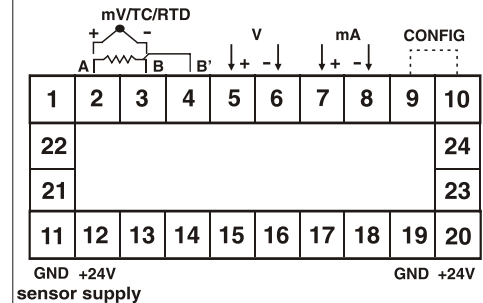 mV/TC/RTD
+ - V mA CONFIG
A B B' + - + -
1 2 3 4 5 6 7 8 9 10
22 24
21 23
11 12 13 14 15 16 17 18 19 20
GND +24V GND +24V
sensor supply